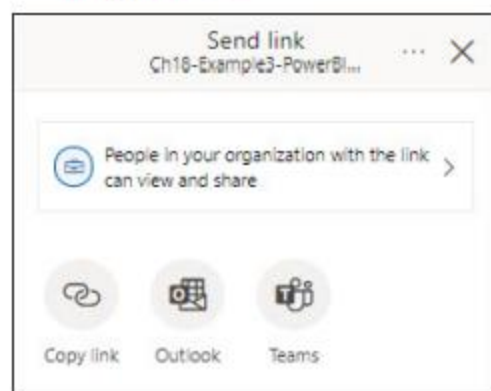 Send link
Ch18-Example3-PowerBI...
People in your organization with the link
can view and share
Copy link
Outlook
Teams